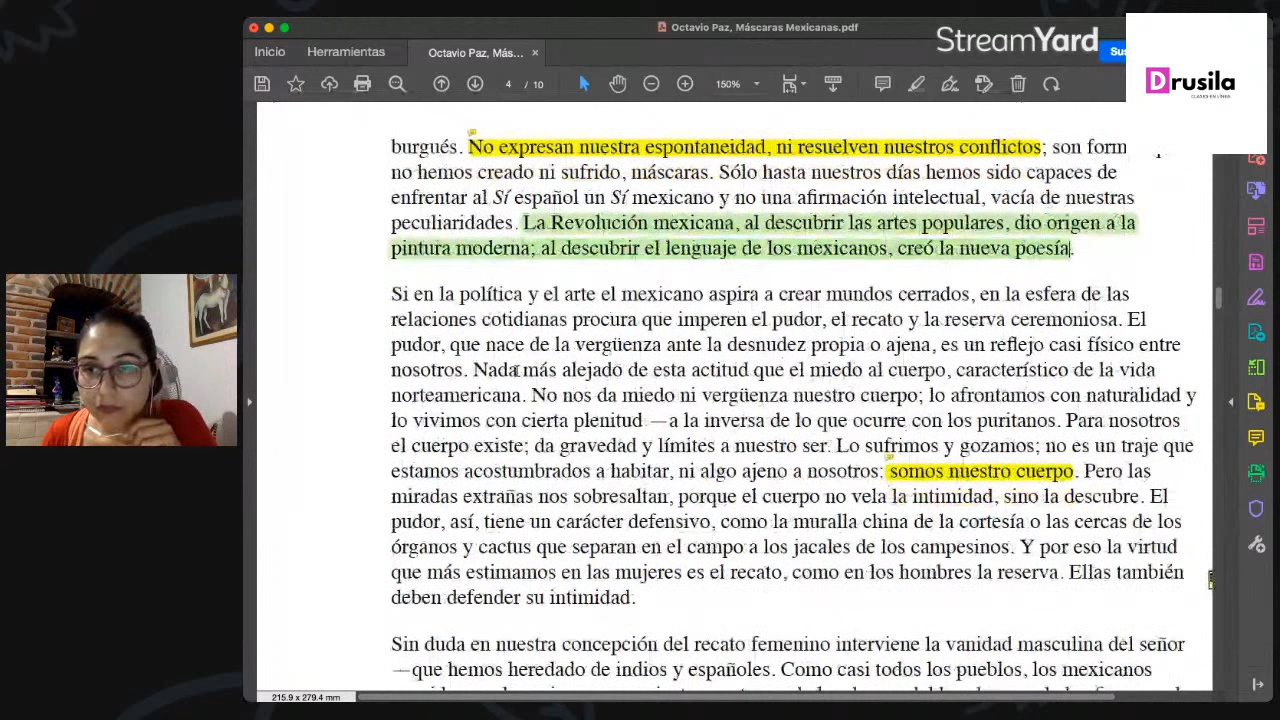 Octavio Paz, Máscaras Mexicanas.pdf
StreamYard
Sus
Drusila
CLASES EN LÍNEA
Inicio
Herramientas
Octavio Paz, Más...
4 / 10
150%
burgués. No expresan nuestra espontaneidad, ni resuelven nuestros conflictos; son form
no hemos creado ni sufrido, máscaras. Sólo hasta nuestros días hemos sido capaces de
enfrentar al Sí español un Sí mexicano y no una afirmación intelectual, vacía de nuestras
peculiaridades. La Revolución mexicana, al descubrir las artes populares, dio origen a la
pintura moderna; al descubrir el lenguaje de los mexicanos, creó la nueva poesía.
Si en la política y el arte el mexicano aspira a crear mundos cerrados, en la esfera de las
relaciones cotidianas procura que imperen el pudor, el recato y la reserva ceremoniosa. El
pudor, que nace de la vergüenza ante la desnudez propia o ajena, es un reflejo casi físico entre
nosotros. Nada más alejado de esta actitud que el miedo al cuerpo, característico de la vida
norteamericana. No nos da miedo ni vergüenza nuestro cuerpo; lo afrontamos con naturalidad y
lo vivimos con cierta plenitud —a la inversa de lo que ocurre con los puritanos. Para nosotros
el cuerpo existe; da gravedad y límites a nuestro ser. Lo sufrimos y gozamos; no es un traje que
estamos acostumbrados a habitar, ni algo ajeno a nosotros: somos nuestro cuerpo. Pero las
miradas extrañas nos sobresaltan, porque el cuerpo no vela la intimidad, sino la descubre. El
pudor, así, tiene un carácter defensivo, como la muralla china de la cortesía o las cercas de los
órganos y cactus que separan en el campo a los jacales de los campesinos. Y por eso la virtud
que más estimamos en las mujeres es el recato, como en los hombres la reserva. Ellas también
deben defender su intimidad.
Sin duda en nuestra concepción del recato femenino interviene la vanidad masculina del señor
—que hemos heredado de indios y españoles. Como casi todos los pueblos, los mexicanos
215.9 x 279.4 mm